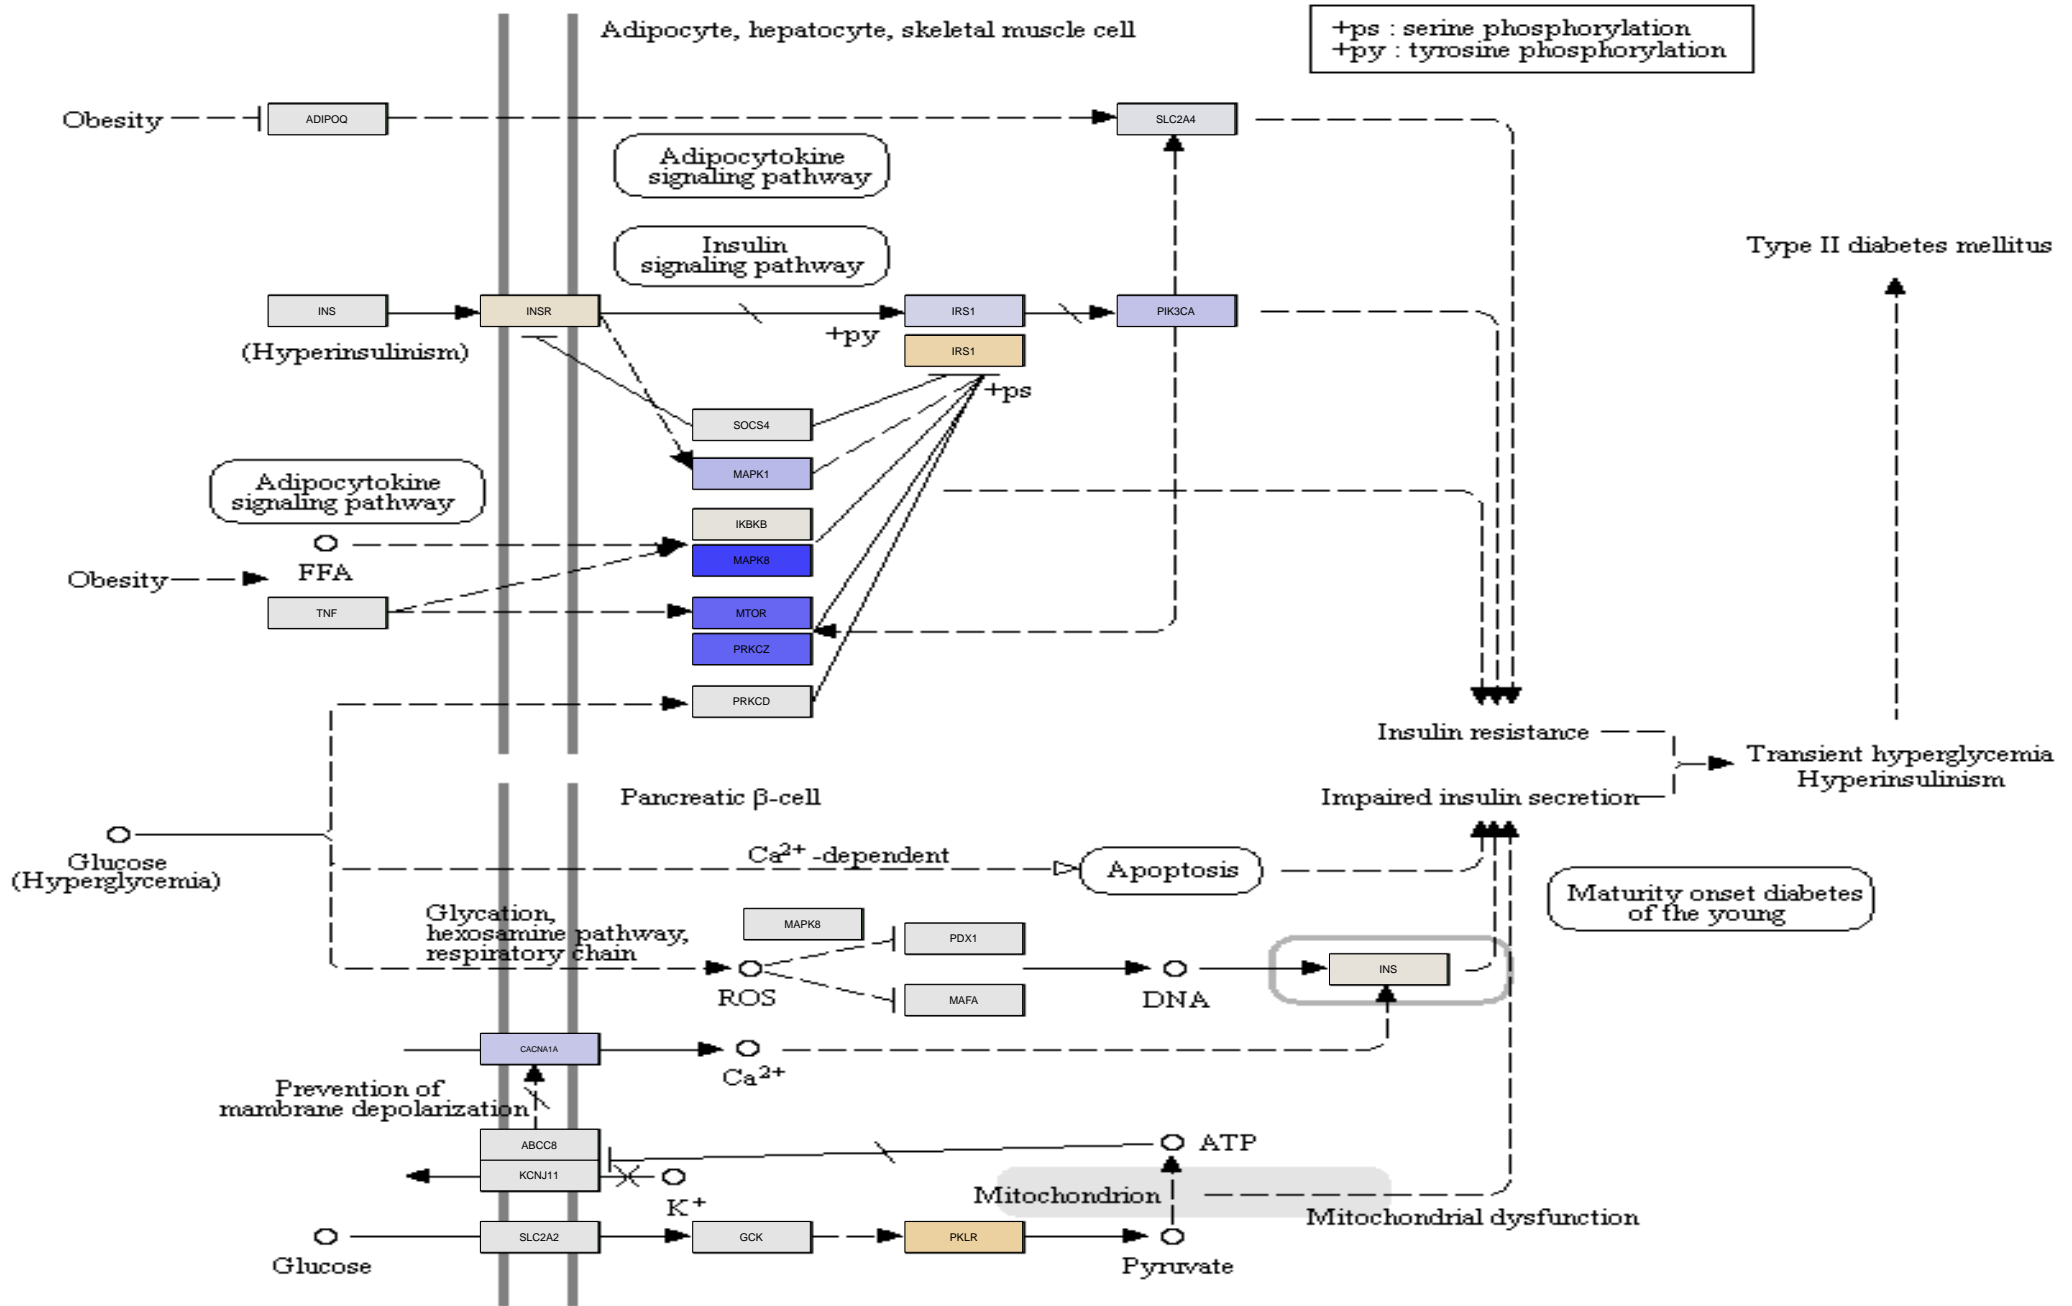 Adipocyte, hepatocyte, skeletal muscle cell
+ps : serine phosphorylation
+py : tyrosine phosphorylation
Obesity
ADIPOQ
SLC2A4
Adipocytokine
signaling pathway
Insulin
signaling pathway
Type II diabetes mellitus
INS
INSR
IRS1
PIK3CA
+py
(Hyperinsulinism)
IRS1
+ps
SOCS4
Adipocytokine
signaling pathway
MAPK1
IKBKB
FFA
MAPK8
Obesity
TNF
MTOR
PRKCZ
PRKCD
Insulin resistance
Transient hyperglycemia
Hyperinsulinism
Pancreatic β-cell
Impaired insulin secretion
Glucose
(Hyperglycemia)
Ca2+ -dependent
Apoptosis
Maturity onset diabetes
of the young
Glycation,
hexosamine pathway,
respiratory chain
MAPK8
PDX1
ROS
MAFA
DNA
INS
CACNA1A
Ca2+
Prevention of
mambrane depolarization
ABCC8
KCNJ11
K+
ATP
Mitochondrion
Mitochondrial dysfunction
Glucose
SLC2A2
GCK
PKLR
Pyruvate